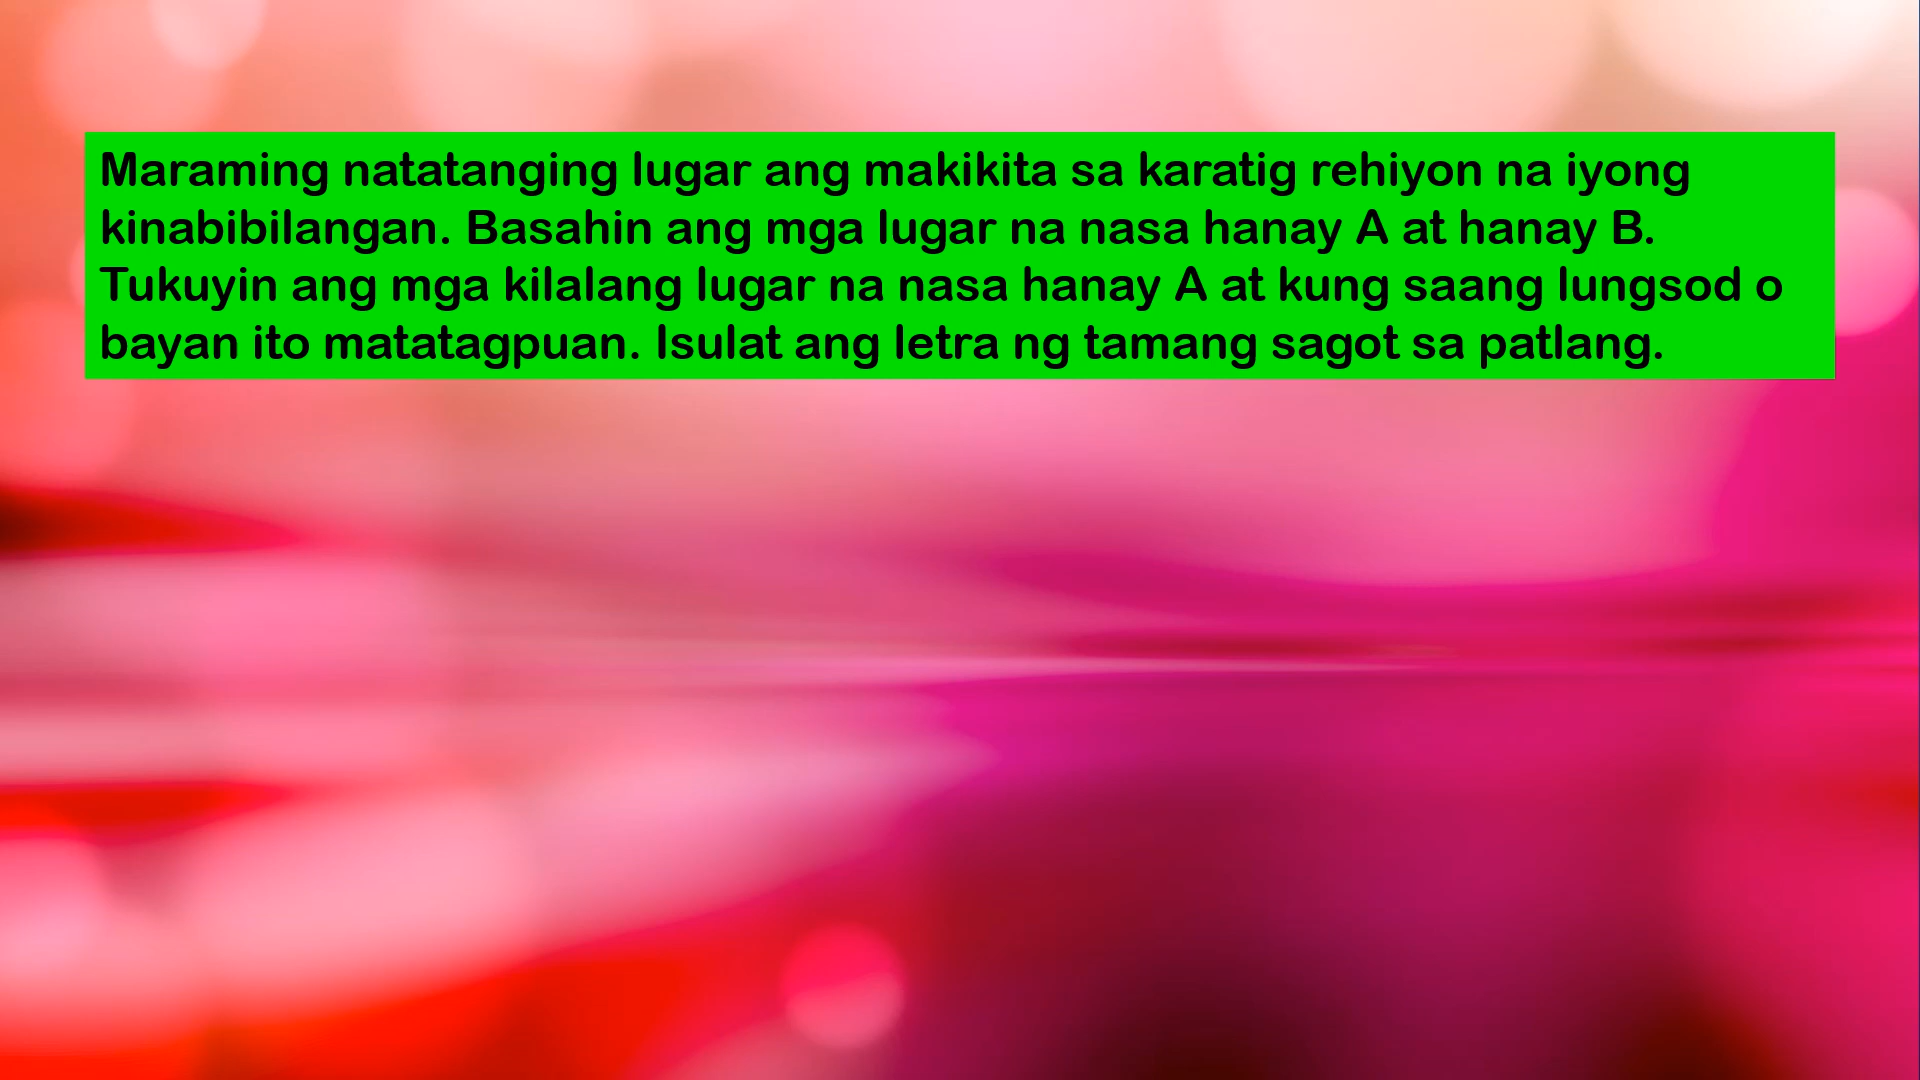 Maraming natatanging lugar ang makikita sa karatig rehiyon na iyong
kinabibilangan. Basahin ang mga lugar na nasa hanay A at hanay B.
Tukuyin ang mga kilalang lugar na nasa hanay A at kung saang lungsod o
bayan ito matatagpuan. Isulat ang letra ng tamang sagot sa patlang.